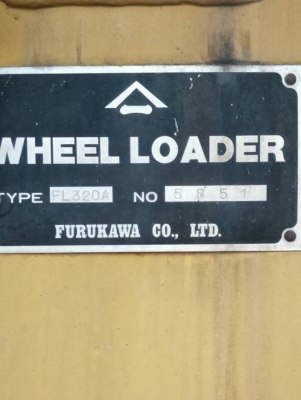 WHEEL LOADER
TYPE FL320A NO 5851
FURUKAWA CO., LTD.